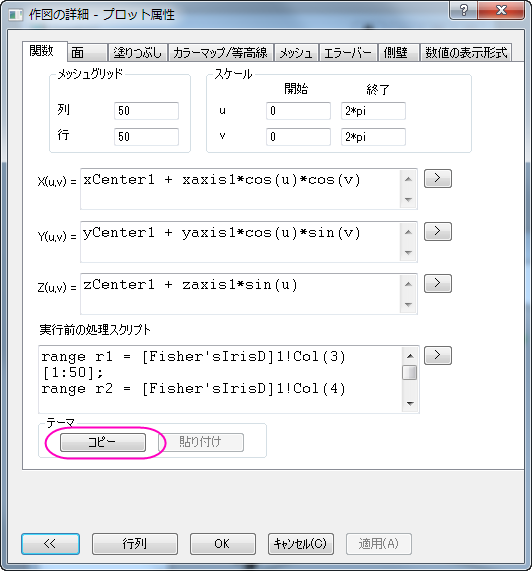 作図の詳細 - プロット属性
?
関数 面 塗りつぶし カラーマップ/等高線 メッシュ エラーバー 側壁 数値の表示形式
メッシュグリッド
列 50
行 50
スケール
開始 終了
u 0 2*pi
v 0 2*pi
X(u,v) = xCenter1 + xaxis1*cos(u)*cos(v) >
Y(u,v) = yCenter1 + yaxis1*cos(u)*sin(v) >
Z(u,v) = zCenter1 + zaxis1*sin(u) >
実行前の処理スクリプト
range r1 = [Fisher'sIrisD]1!Col(3) >
[1:50];
range r2 = [Fisher'sIrisD]1!Col(4)
テーマ
コピー 貼り付け
<< 行列 OK キャンセル(C) 適用(A)